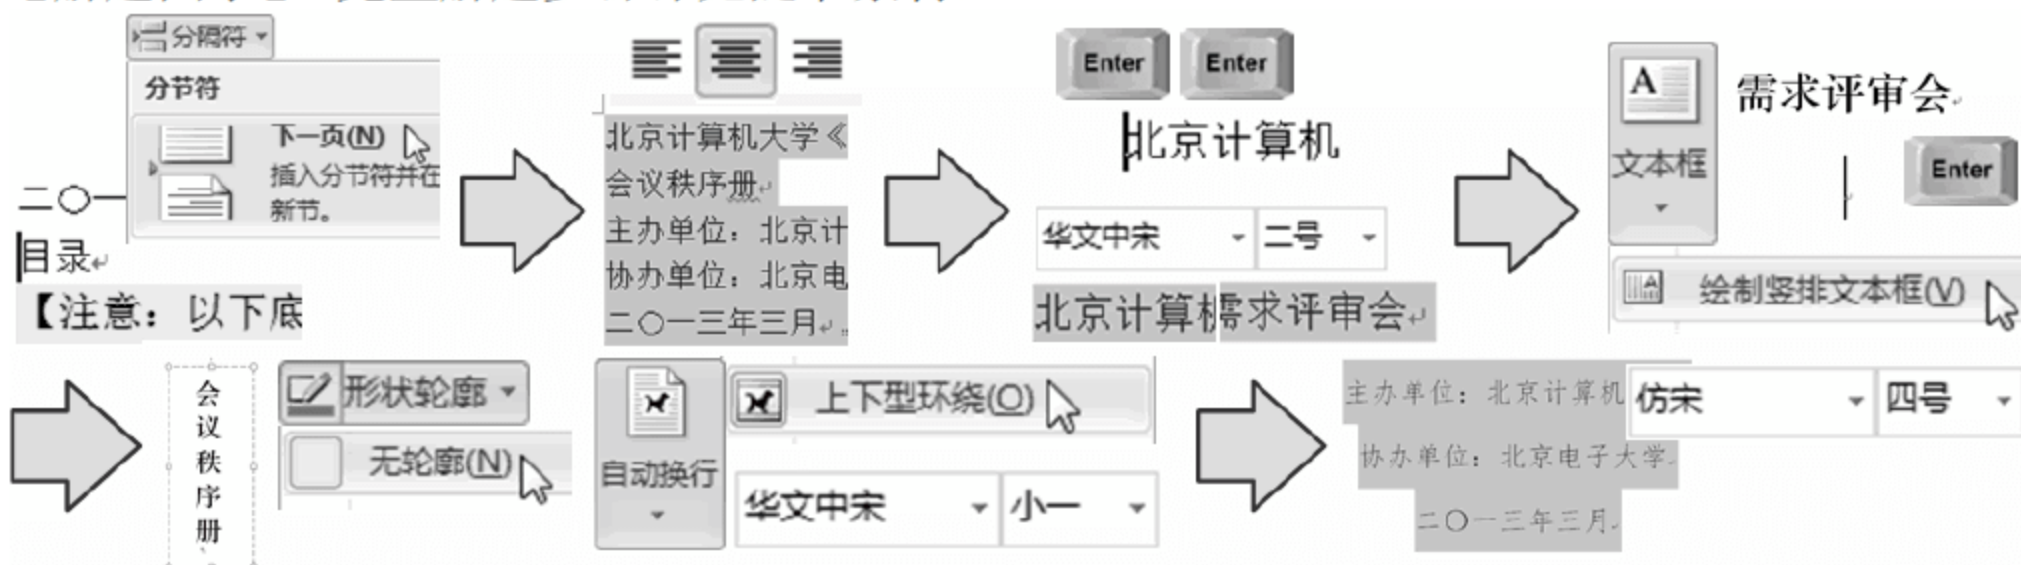 分隔符
分节符
下一页(N)
插入分节符并在
新节。
二〇一
目录
【注意：以下底
北京计算机大学《
会议秩序册
主办单位：北京计
协办单位：北京电
二〇一三年三月
Enter Enter
北京计算机
华文中宋 二号
北京计算机需求评审会
A
文本框
需求评审会
Enter
绘制竖排文本框(V)
会议秩序册
形状轮廓
无轮廓(N)
自动换行
上下型环绕(O)
华文中宋 小一
主办单位：北京计算机
仿宋 四号
协办单位：北京电子大学
二〇一三年三月